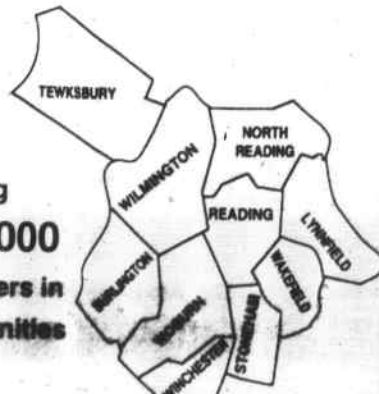 TEWKSBURY
NORTH
READING
WILMINGTON
READING
LYNNFIELD
g
000
ers in
nities
BURLINGTON
WAKEFIELD
WOBURN
STONEHAM
WINCHESTER